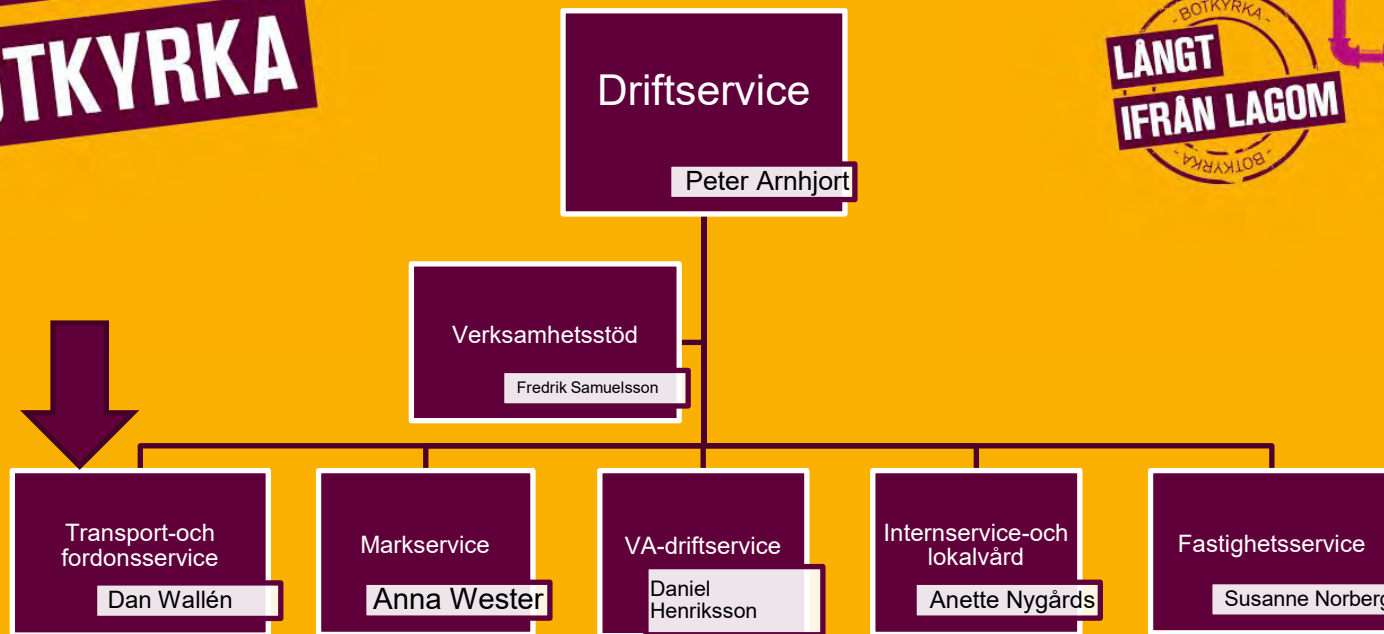 BOTKYRKA
LÅNGT
IFRÅN LAGOM
BOTKYRKA
Driftservice
Peter Arnhjort
Verksamhetsstöd
Fredrik Samuelsson
Transport-och
fordonsservice
Dan Wallén
Markservice
Anna Wester
VA-driftservice
Daniel
Henriksson
Internservice-och
lokalvård
Anette Nygårds
Fastighetsservice
Susanne Norberg